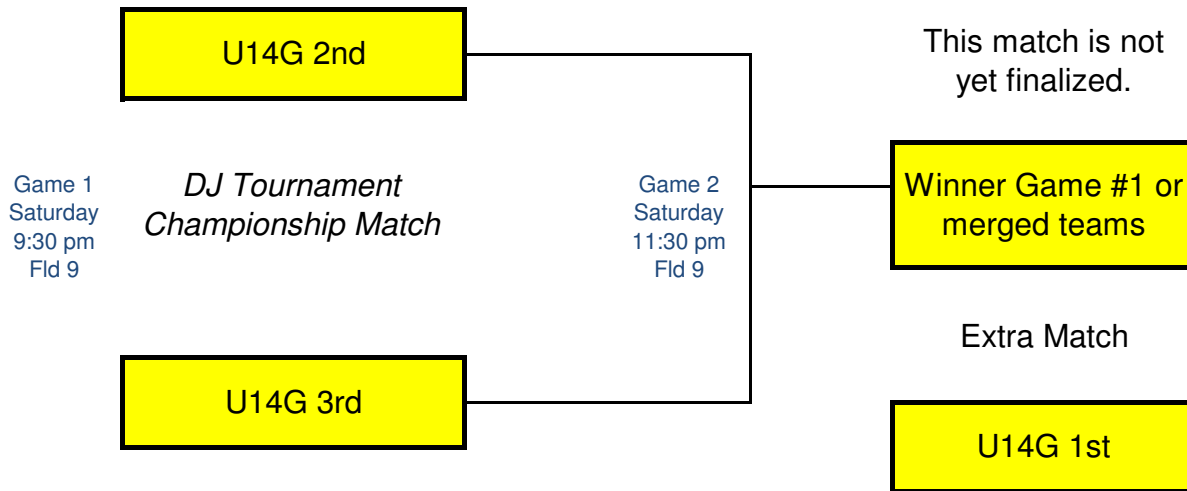 U14G 2nd
This match is not
yet finalized.
Game 1
Saturday
9:30 pm
Fld 9
DJ Tournament
Championship Match
Game 2
Saturday
11:30 pm
Fld 9
Winner Game #1 or
merged teams
Extra Match
U14G 3rd
U14G 1st